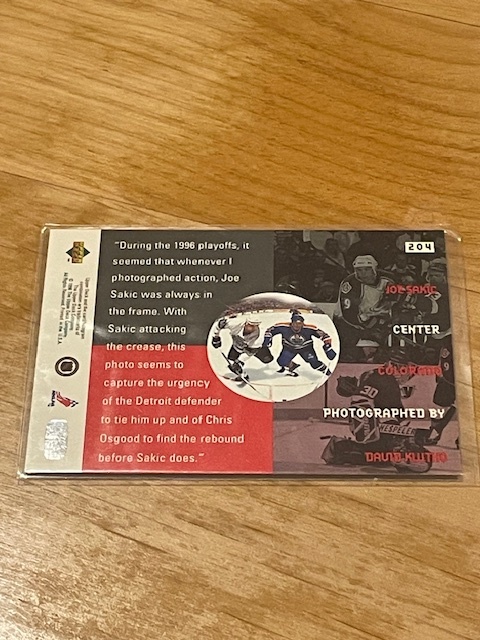 204
"During the 1996 playoffs, it
seemed that whenever I
photographed action, Joe
Sakic was always in
the frame. With
Sakic attacking
the crease, this
photo seems to
capture the urgency
of the Detroit defender
to tie him up and of Chris
Osgood to find the rebound
before Sakic does."
JOE SAKIC
CENTER
COLORADO
PHOTOGRAPHED BY
DAVID KLUTHO
9
30